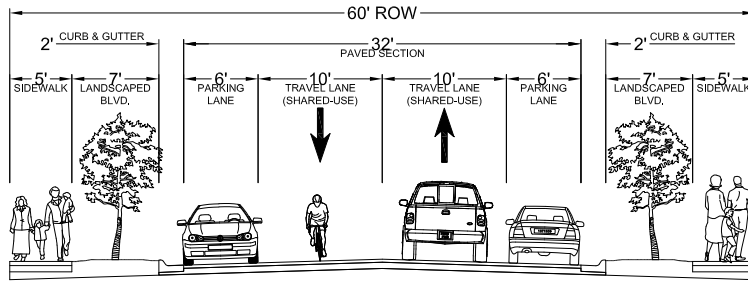 60' ROW
2' CURB & GUTTER
32'
PAVED SECTION
2' CURB & GUTTER
5' 7' 6' 10' 10' 6' 7' 5'
SIDEWALK LANDSCAPED PARKING TRAVEL LANE TRAVEL LANE PARKING LANDSCAPED SIDEWALK
BLVD. LANE (SHARED-USE) (SHARED-USE) LANE BLVD.